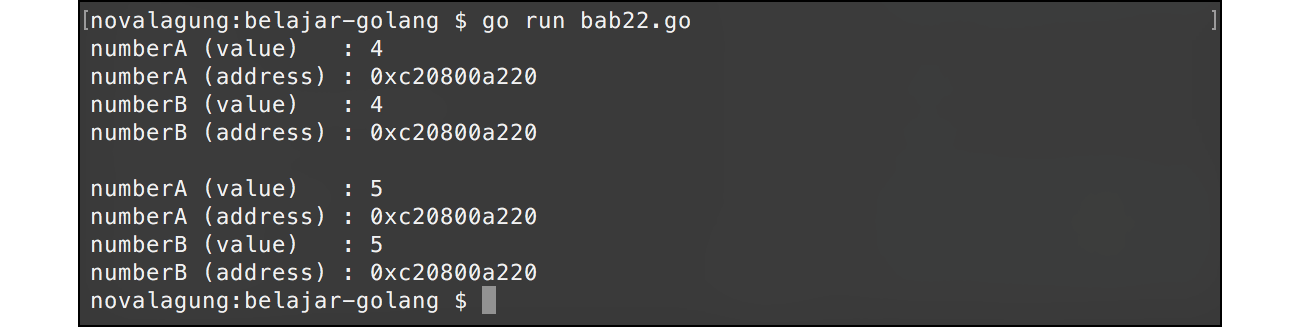 [novalagung:belajar-golang $ go run bab22.go ]
numberA (value)   : 4
numberA (address) : 0xc20800a220
numberB (value)   : 4
numberB (address) : 0xc20800a220

numberA (value)   : 5
numberA (address) : 0xc20800a220
numberB (value)   : 5
numberB (address) : 0xc20800a220
novalagung:belajar-golang $